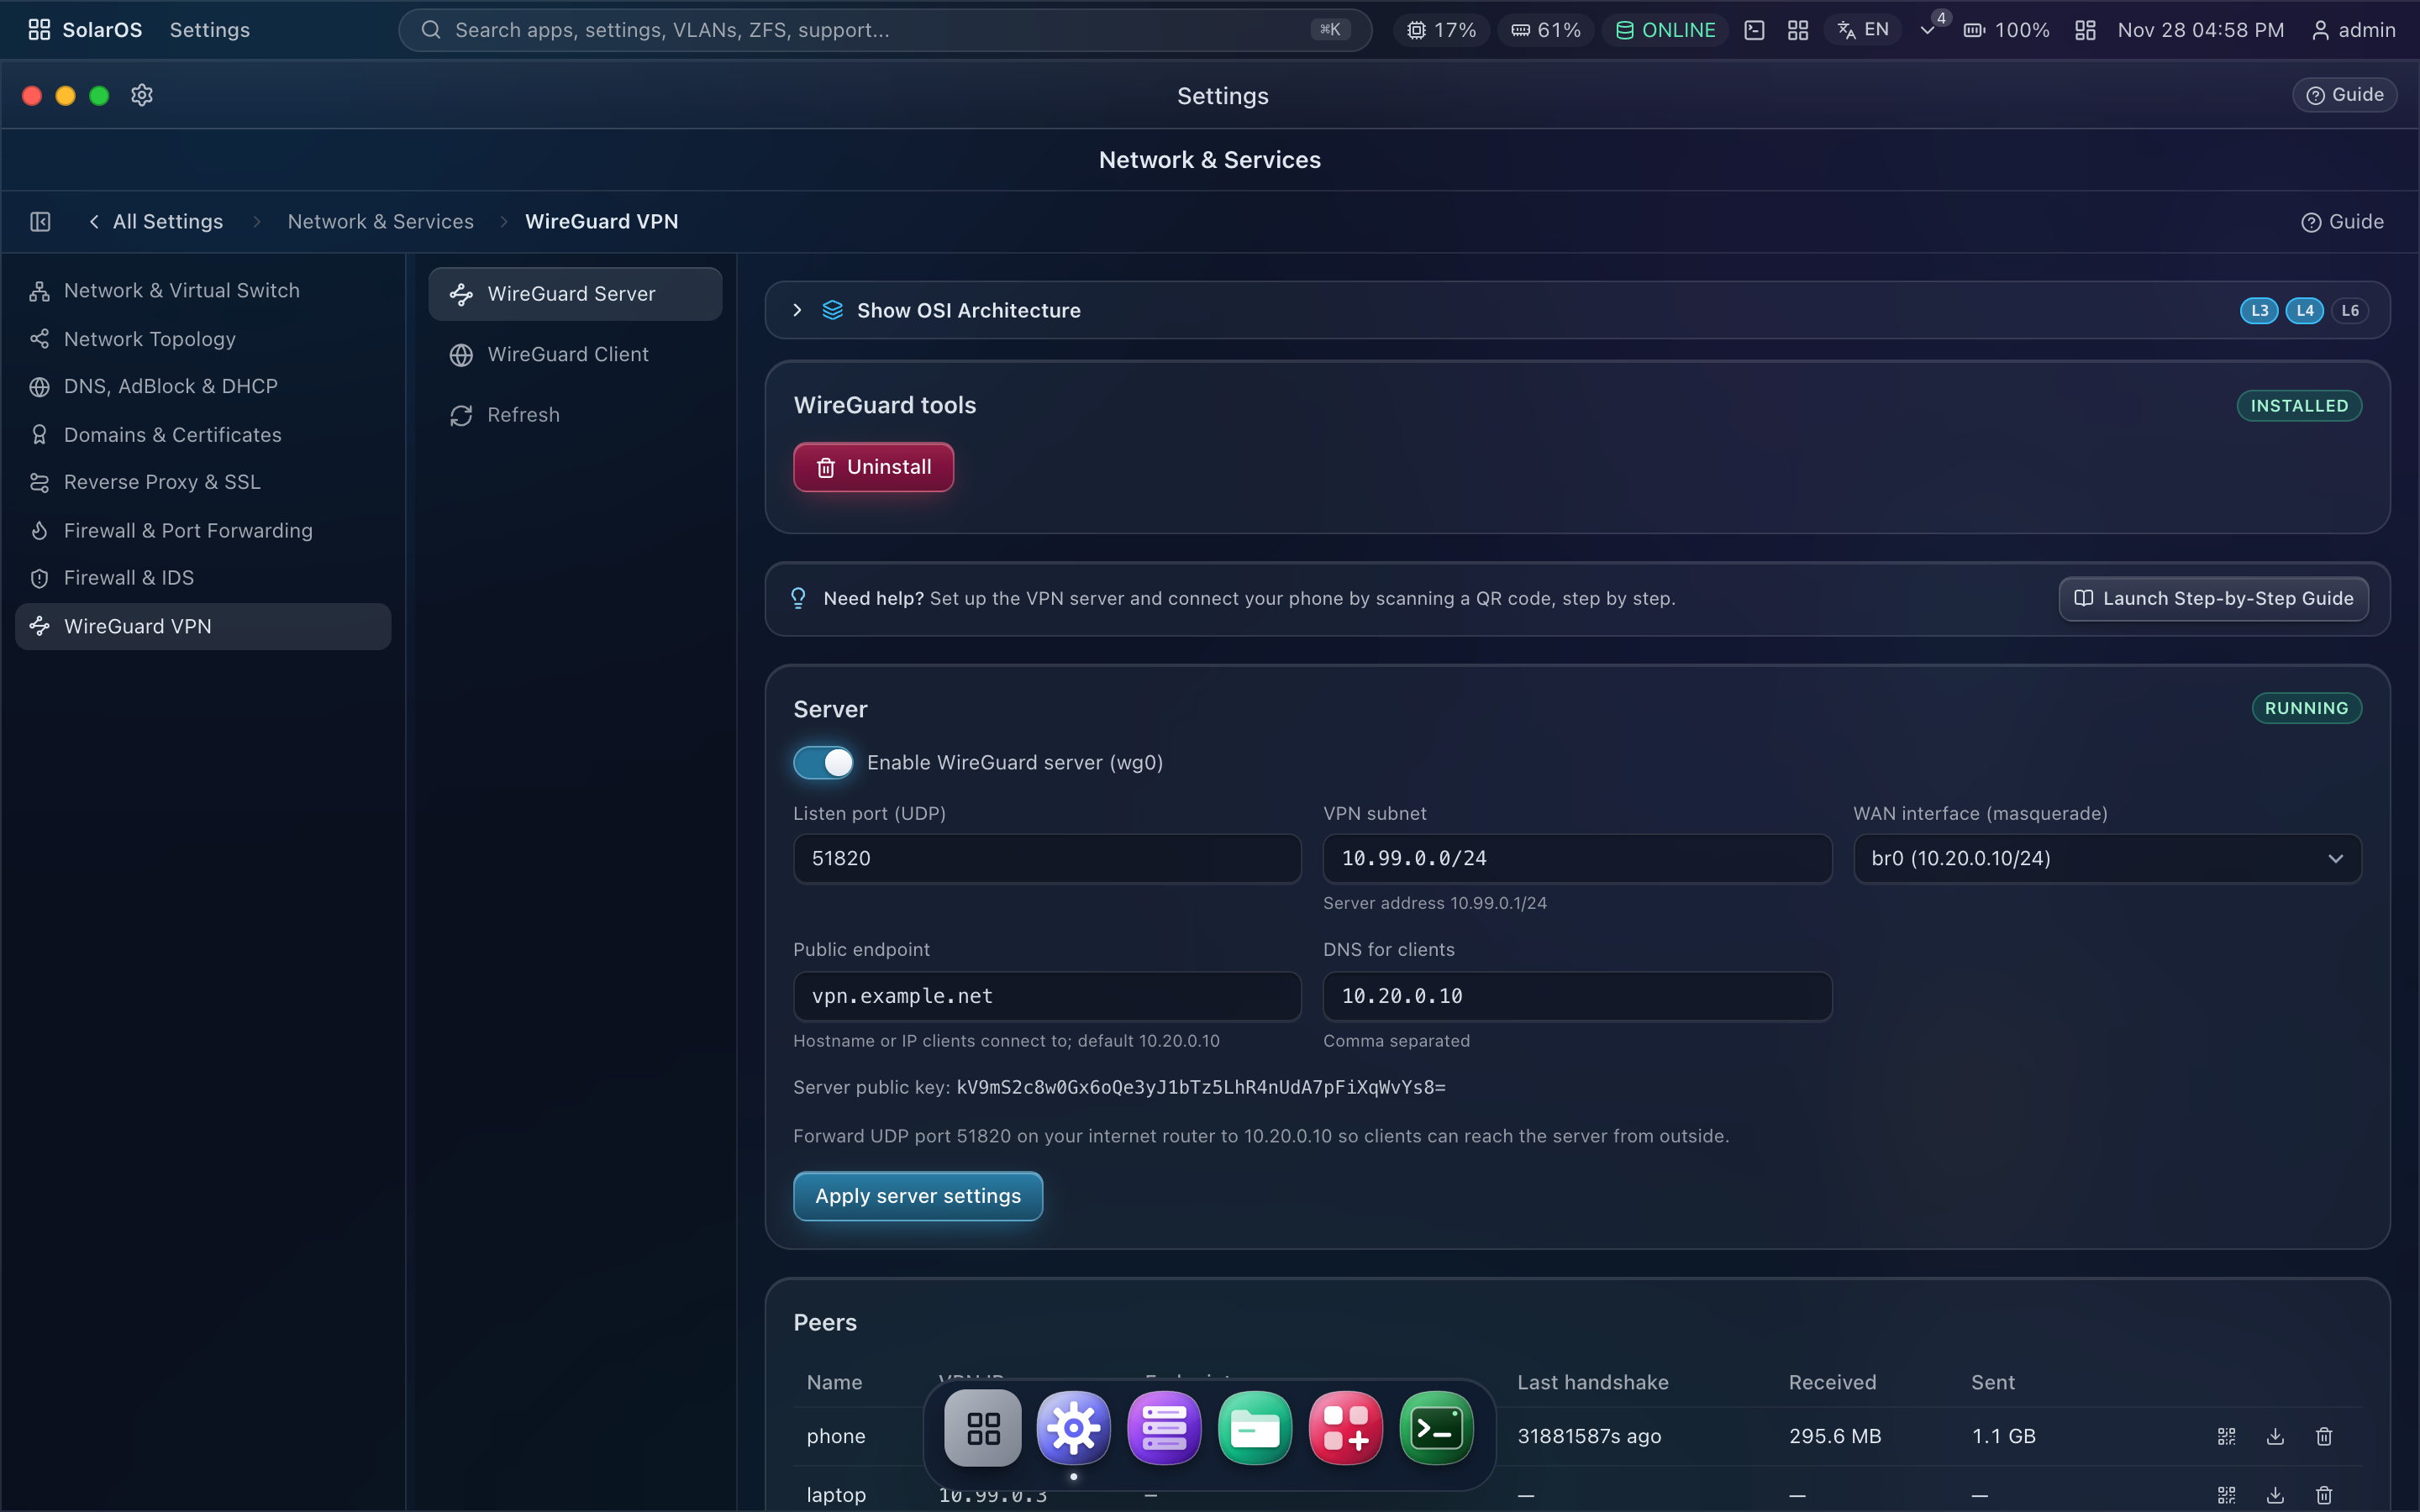 SolarOS Settings Search apps, settings, VLANs, ZFS, support... ⌘K 17% 61% ONLINE EN 4 100% Nov 28 04:58 PM admin
Settings Guide
Network & Services
All Settings Network & Services WireGuard VPN Guide
Network & Virtual Switch
Network Topology
DNS, AdBlock & DHCP
Domains & Certificates
Reverse Proxy & SSL
Firewall & Port Forwarding
Firewall & IDS
WireGuard VPN
WireGuard Server
WireGuard Client
Refresh
Show OSI Architecture L3 L4 L6
WireGuard tools INSTALLED
Uninstall
Need help? Set up the VPN server and connect your phone by scanning a QR code, step by step. Launch Step-by-Step Guide
Server RUNNING
Enable WireGuard server (wg0)
Listen port (UDP) VPN subnet WAN interface (masquerade)
51820 10.99.0.0/24 br0 (10.20.0.10/24)
Server address 10.99.0.1/24
Public endpoint DNS for clients
vpn.example.net 10.20.0.10
Hostname or IP clients connect to; default 10.20.0.10 Comma separated
Server public key: kV9mS2c8w0Gx6oQe3yJ1bTz5LhR4nUdA7pFiXqWvYs8=
Forward UDP port 51820 on your internet router to 10.20.0.10 so clients can reach the server from outside.
Apply server settings
Peers
Name Last handshake Received Sent
phone 31881587s ago 295.6 MB 1.1 GB
laptop 10.99.0.3 — — — —